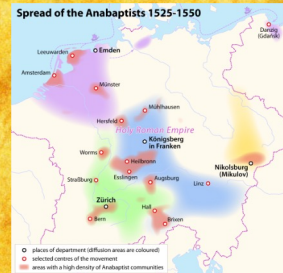 Spread of the Anabaptists 1525-1550
Danzig
(Gdańsk)
Leeuwarden
Emden
Amsterdam
Münster
Mühlhausen
Hersfeld
Holy Roman Empire
Königsberg
in Franken
Worms
Heilbronn
Nikolsburg
(Mikulov)
Esslingen
Straßburg
Augsburg
Linz
Zürich
Hall
Bern
Brixen
places of department (diffusion areas are coloured)
selected centres of the movement
areas with a high density of Anabaptist communities